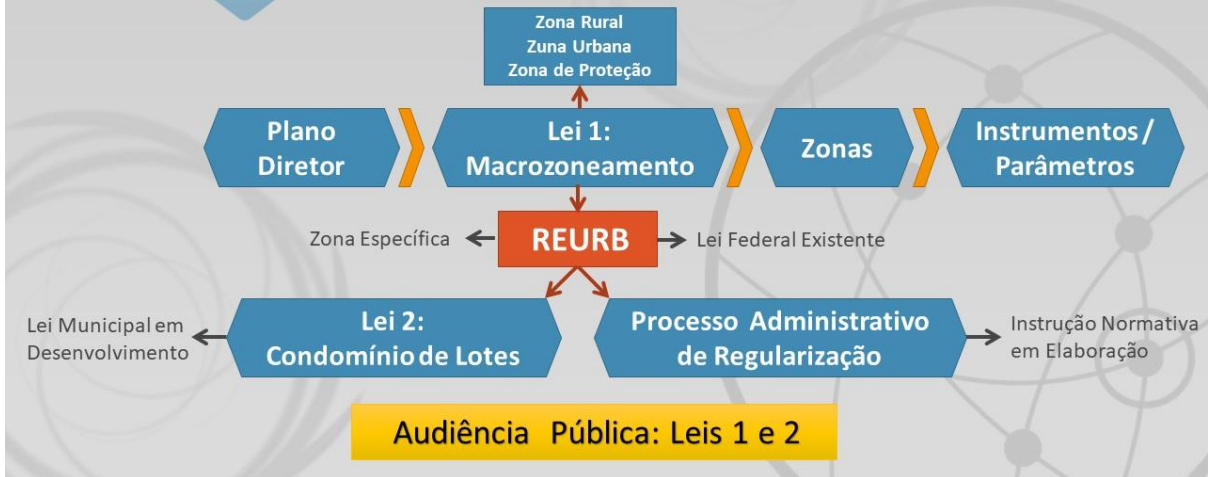 Zona Rural
Zuna Urbana
Zona de Proteção
Plano
Diretor
Lei 1:
Macrozoneamento
Zonas
Instrumentos /
Parâmetros
Zona Específica
REURB
Lei Federal Existente
Lei Municipal em
Desenvolvimento
Lei 2:
Condomínio de Lotes
Processo Administrativo
de Regularização
Instrução Normativa
em Elaboração
Audiência Pública: Leis 1 e 2